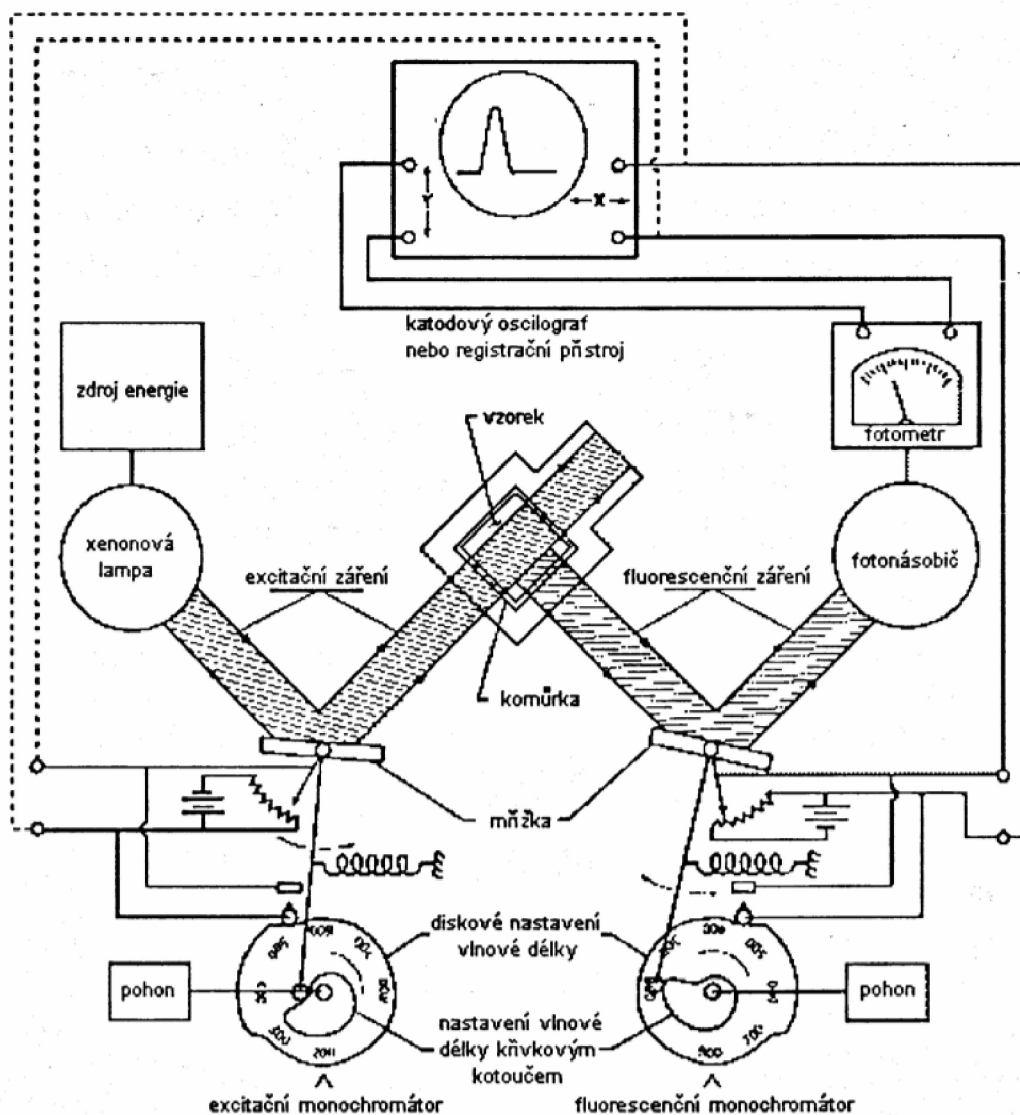 Y
X
katodový oscilograf
nebo registrační přístroj
zdroj energie
vzorek
fotometr
xenonová
lampa
excitační záření
fluorescenční záření
fotonásobič
komůrka
mřížka
diskové nastavení
vlnové délky
pohon
nastavení vlnové
délky křivkovým
kotoučem
pohon
excitační monochromátor
fluorescenční monochromátor